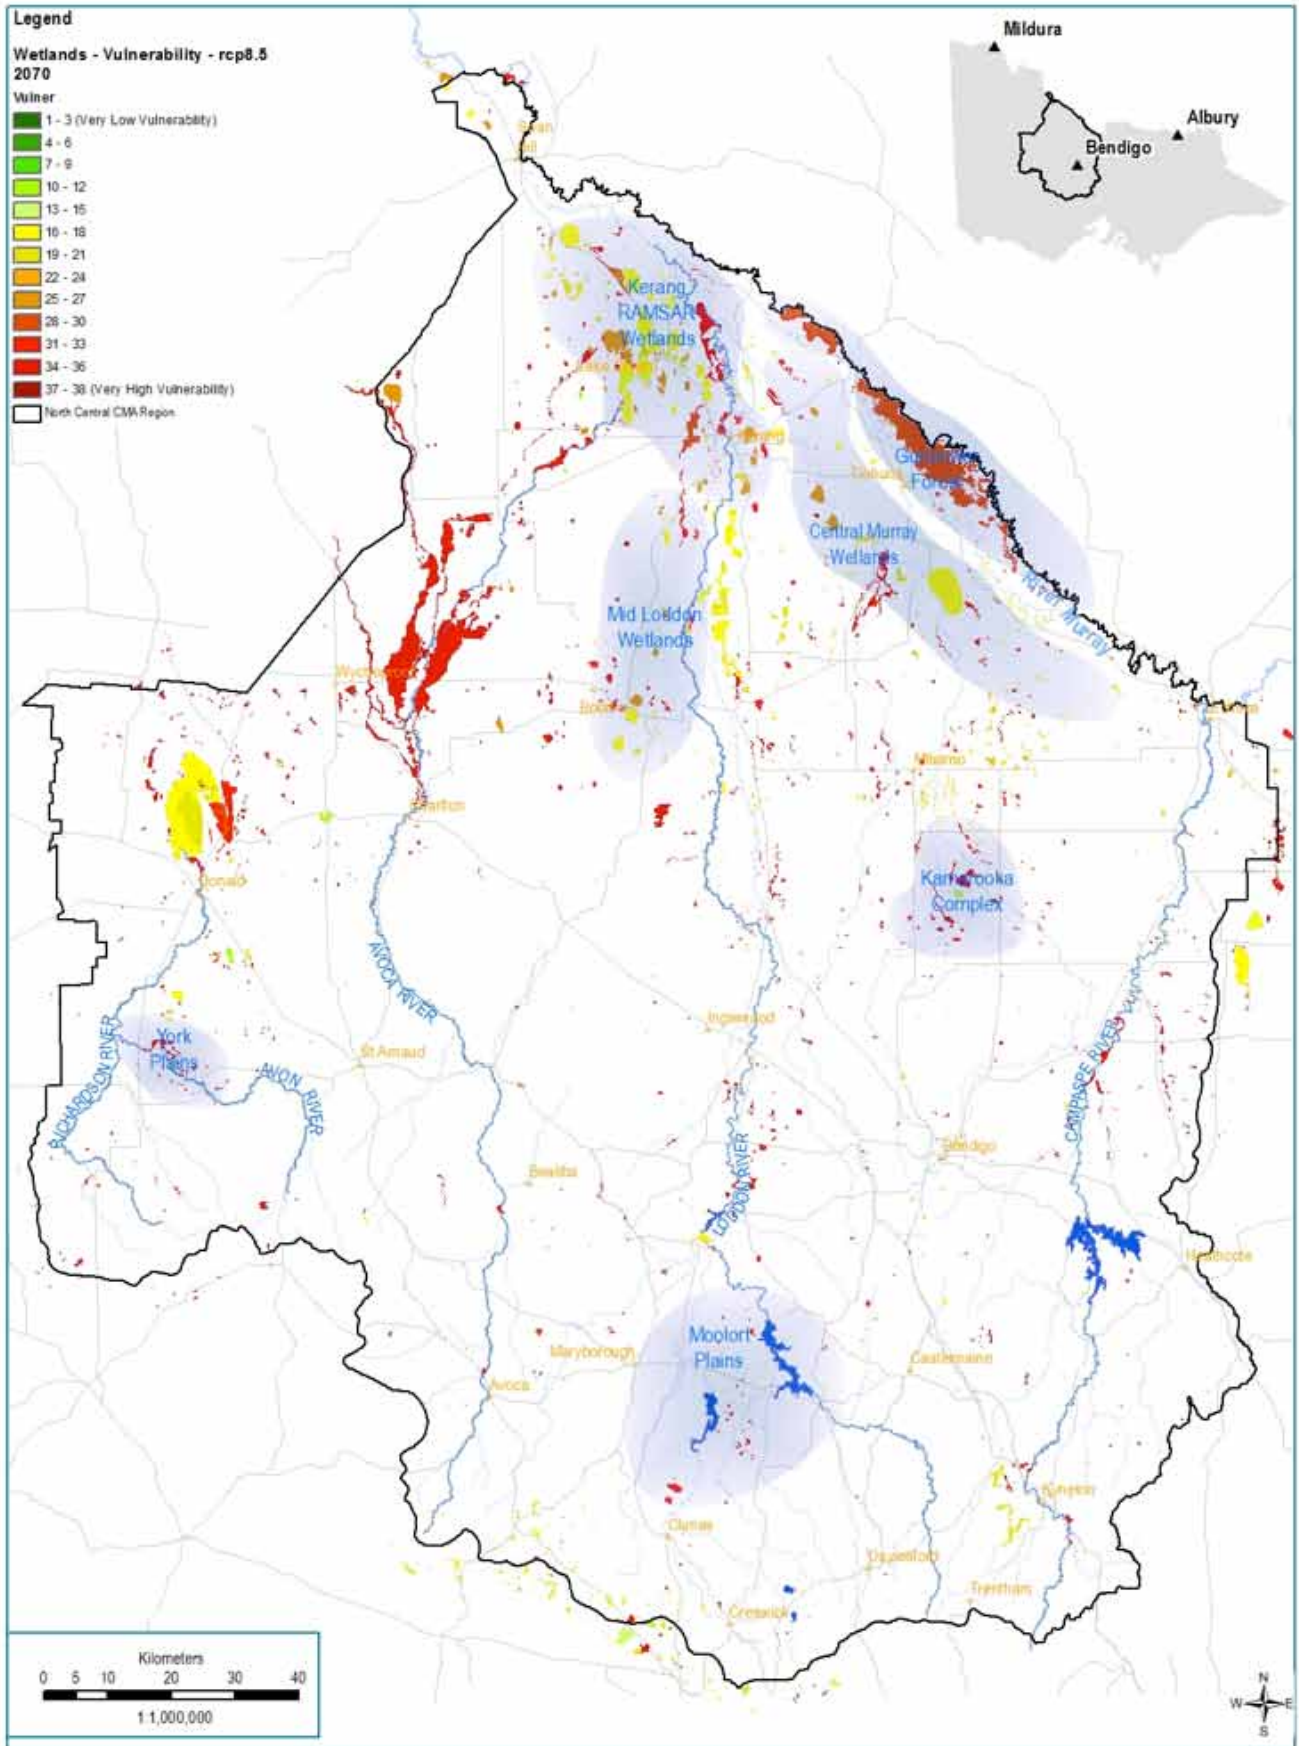 Legend
Wetlands - Vulnerability - rcp8.5
2070
Vulner
1 - 3 (Very Low Vulnerability)
4 - 6
7 - 9
10 - 12
13 - 15
16 - 18
19 - 21
22 - 24
25 - 27
28 - 30
31 - 33
34 - 36
37 - 38 (Very High Vulnerability)
North Central CMA Region
Mildura
Albury
Bendigo
Swan
Hill
Kerang
RAMSAR
Wetlands
Forest
Central Murray
Wetlands
River Murray
Mid Loddon
Wetlands
Mitiamo
Charlton
Donald
Kamarooka
Complex
AVOCA RIVER
Inglewood
York
Plains
St Arnaud
RICHARDSON RIVER
AVON RIVER
CAMPASPE RIVER
Bendigo
Bealiba
LODDON RIVER
Heathcote
Moolort
Plains
Maryborough
Castlemaine
Avoca
Kyneton
Clunes
Daylesford
Trentham
Creswick
Kilometers
0 5 10 20 30 40
1:1,000,000
N
W E
S